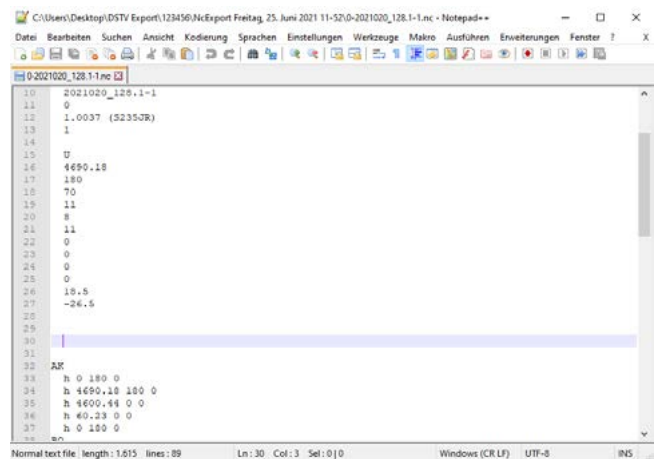 C:\Users\Desktop\DSTV Export\123456\NcExport Freitag, 25. Juni 2021 11-52\0-2021020_128.1-1.nc - Notepad++
Datei Bearbeiten Suchen Ansicht Kodierung Sprachen Einstellungen Werkzeuge Makro Ausführen Erweiterungen Fenster ? X
0-2021020_128.1-1.nc
10 2021020_128.1-1
11 0
12 1.0037 (S235JR)
13 1
14
15 U
16 4690.18
17 180
18 70
19 11
20 8
21 11
22 0
23 0
24 0
25 0
26 18.5
27 -26.5
28
29
30
31
32 AK
33 h 0 180 0
34 h 4690.18 180 0
35 h 4600.44 0 0
36 h 60.23 0 0
37 h 0 180 0
38 BO
Normal text file length : 1.615 lines : 89 Ln : 30 Col : 3 Sel : 0 | 0 Windows (CR LF) UTF-8 INS